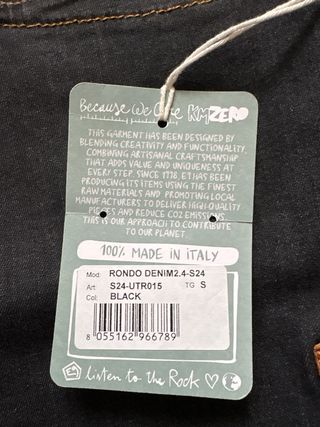 Because We Care KMZERO
THIS GARMENT HAS BEEN DESIGNED BY
BLENDING CREATIVITY AND FUNCTIONALITY,
COMBINING ARTISANAL CRAFTSMANSHIP
THAT ADDS VALUE AND UNIQUENESS AT
EVERY STEP. SINCE 1778, E9 HAS BEEN
PRODUCING ITS ITEMS USING THE FINEST
RAW MATERIALS AND PROMOTING LOCAL
MANUFACTURERS TO DELIVER HIGH-QUALITY
PIECES AND REDUCE CO2 EMISSIONS.
THIS IS OUR APPROACH TO CONTRIBUTE
TO OUR PLANET.
100% MADE IN ITALY
Mod: RONDO DENIM2.4-S24
Art: S24-UTR015 TG S
Col: BLACK
8 055162 966789
listen to the Rock